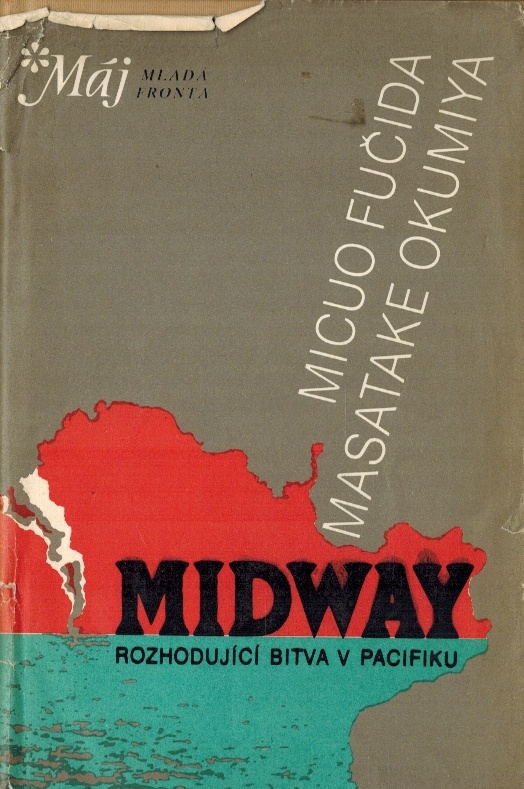 Máj
MLADÁ
FRONTA
MICUO FUČIDA
MASATAKE OKUMIYA
MIDWAY
ROZHODUJÍCÍ BITVA V PACIFIKU